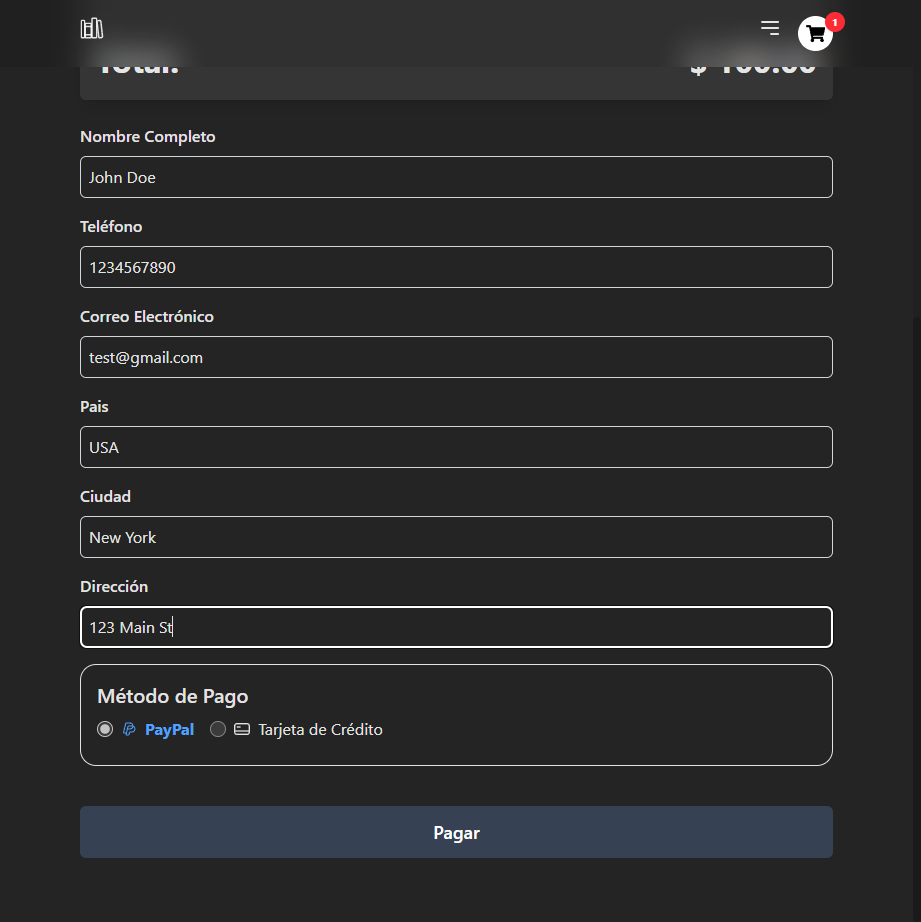 1
Total:
Nombre Completo
John Doe
Teléfono
1234567890
Correo Electrónico
test@gmail.com
Pais
USA
Ciudad
New York
Dirección
123 Main St
Método de Pago
PayPal Tarjeta de Crédito
Pagar